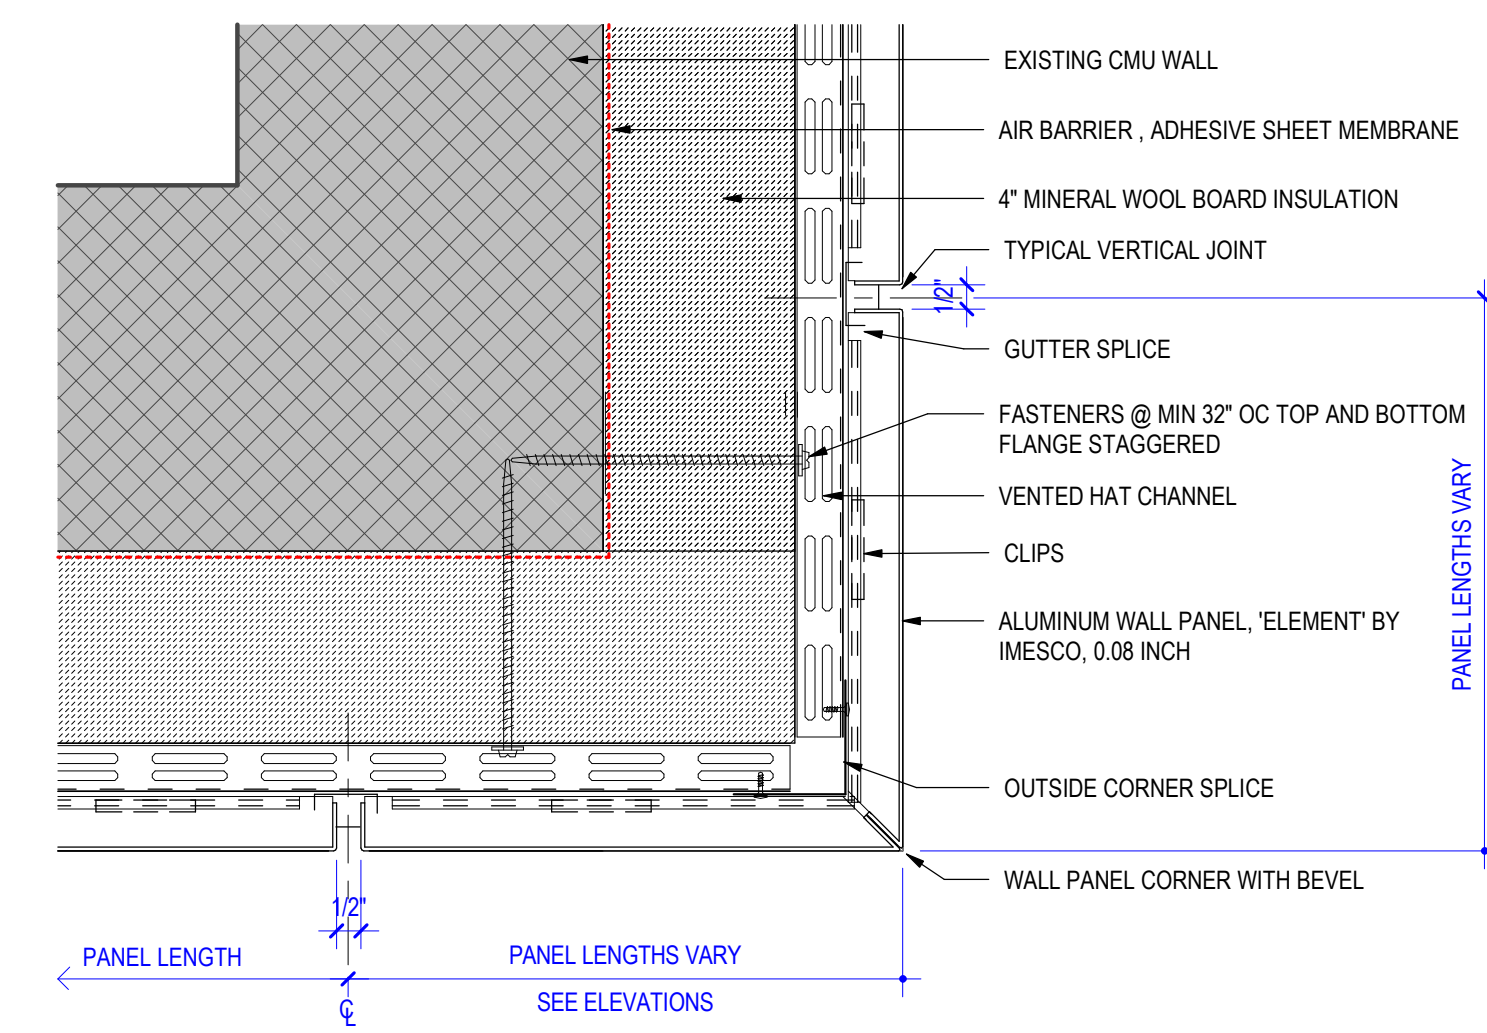 EXISTING CMU WALL
AIR BARRIER , ADHESIVE SHEET MEMBRANE
4" MINERAL WOOL BOARD INSULATION
TYPICAL VERTICAL JOINT
1/2"
GUTTER SPLICE
FASTENERS @ MIN 32" OC TOP AND BOTTOM
FLANGE STAGGERED
VENTED HAT CHANNEL
CLIPS
ALUMINUM WALL PANEL, 'ELEMENT' BY
IMESCO, 0.08 INCH
PANEL LENGTHS VARY
OUTSIDE CORNER SPLICE
WALL PANEL CORNER WITH BEVEL
1/2"
PANEL LENGTH
PANEL LENGTHS VARY
SEE ELEVATIONS
℄